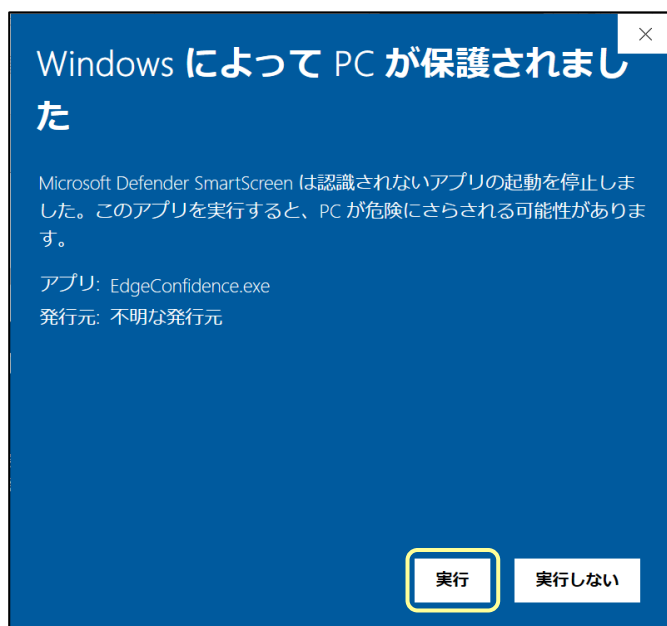 Windows によって PC が保護されまし
た
Microsoft Defender SmartScreen は認識されないアプリの起動を停止しま
した。このアプリを実行すると、PC が危険にさらされる可能性がありま
す。
アプリ: EdgeConfidence.exe
発行元: 不明な発行元
実行 実行しない